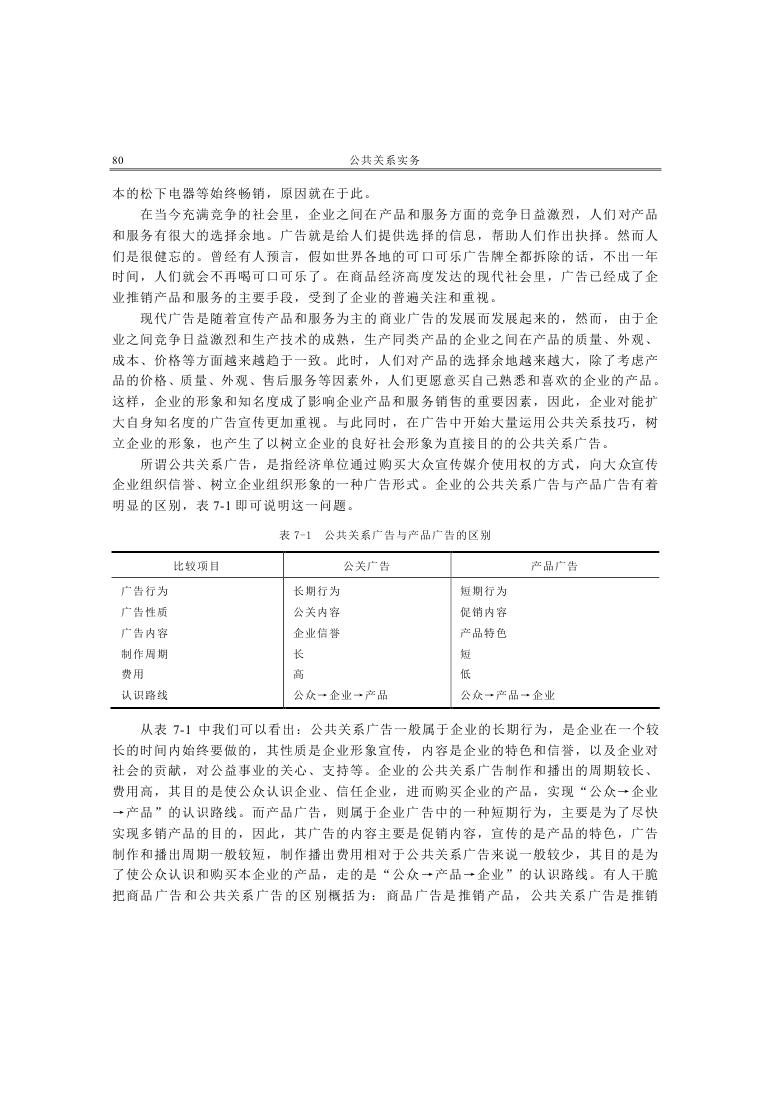 80 公共关系实务
本的松下电器等始终畅销，原因就在于此。
在当今充满竞争的社会里，企业之间在产品和服务方面的竞争日益激烈，人们对产品
和服务有很大的选择余地。广告就是给人们提供选择的信息，帮助人们作出抉择。然而人
们是很健忘的。曾经有人预言，假如世界各地的可口可乐广告牌全都拆除的话，不出一年
时间，人们就会不再喝可口可乐了。在商品经济高度发达的现代社会里，广告已经成了企
业推销产品和服务的主要手段，受到了企业的普遍关注和重视。
现代广告是随着宣传产品和服务为主的商业广告的发展而发展起来的，然而，由于企
业之间竞争日益激烈和生产技术的成熟，生产同类产品的企业之间在产品的质量、外观、
成本、价格等方面越来越趋于一致。此时，人们对产品的选择余地越来越大，除了考虑产
品的价格、质量、外观、售后服务等因素外，人们更愿意买自己熟悉和喜欢的企业的产品。
这样，企业的形象和知名度成了影响企业产品和服务销售的重要因素，因此，企业对能扩
大自身知名度的广告宣传更加重视。与此同时，在广告中开始大量运用公共关系技巧，树
立企业的形象，也产生了以树立企业的良好社会形象为直接目的的公共关系广告。
所谓公共关系广告，是指经济单位通过购买大众宣传媒介使用权的方式，向大众宣传
企业组织信誉、树立企业组织形象的一种广告形式。企业的公共关系广告与产品广告有着
明显的区别，表 7-1 即可说明这一问题。
表 7-1 公共关系广告与产品广告的区别
比较项目 公关广告 产品广告
广告行为 长期行为 短期行为
广告性质 公关内容 促销内容
广告内容 企业信誉 产品特色
制作周期 长 短
费用 高 低
认识路线 公众→企业→产品 公众→产品→企业
从表 7-1 中我们可以看出：公共关系广告一般属于企业的长期行为，是企业在一个较
长的时间内始终要做的，其性质是企业形象宣传，内容是企业的特色和信誉，以及企业对
社会的贡献，对公益事业的关心、支持等。企业的公共关系广告制作和播出的周期较长、
费用高，其目的是使公众认识企业、信任企业，进而购买企业的产品，实现“公众→企业
→产品”的认识路线。而产品广告，则属于企业广告中的一种短期行为，主要是为了尽快
实现多销产品的目的，因此，其广告的内容主要是促销内容，宣传的是产品的特色，广告
制作和播出周期一般较短，制作播出费用相对于公共关系广告来说一般较少，其目的是为
了使公众认识和购买本企业的产品，走的是“公众→产品→企业”的认识路线。有人干脆
把商品广告和公共关系广告的区别概括为：商品广告是推销产品，公共关系广告是推销